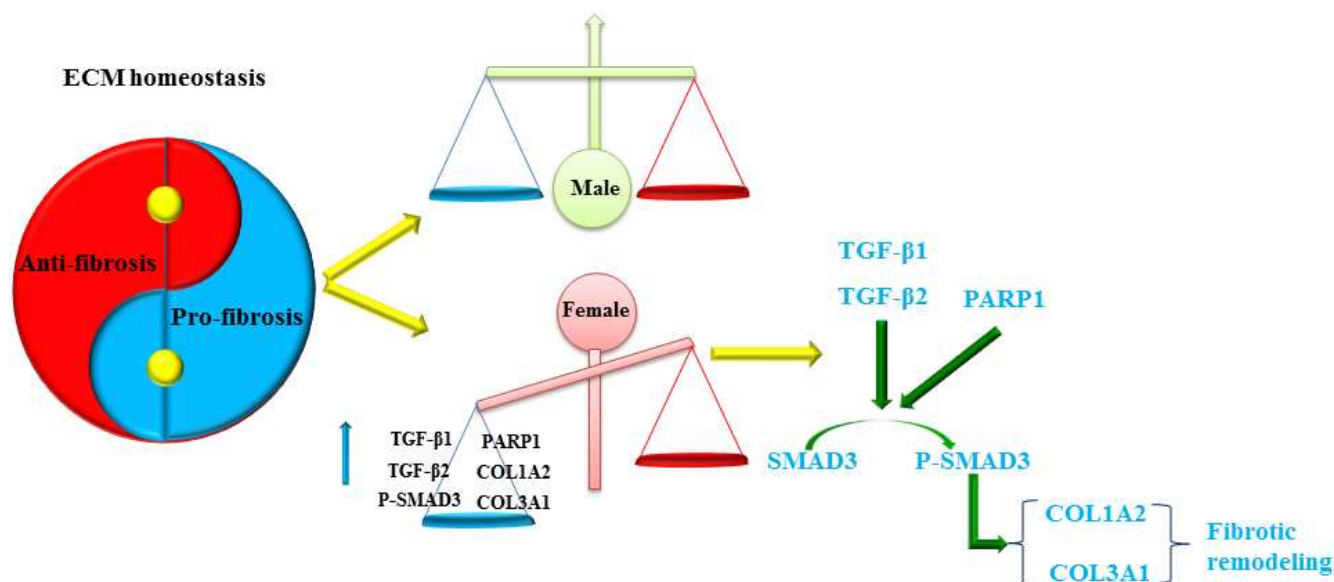 ECM homeostasis
Anti-fibrosis
Pro-fibrosis
Male
Female
TGF-β1 PARP1
TGF-β2 COL1A2
P-SMAD3 COL3A1
TGF-β1
TGF-β2 PARP1
SMAD3 P-SMAD3
COL1A2
COL3A1
Fibrotic
remodeling